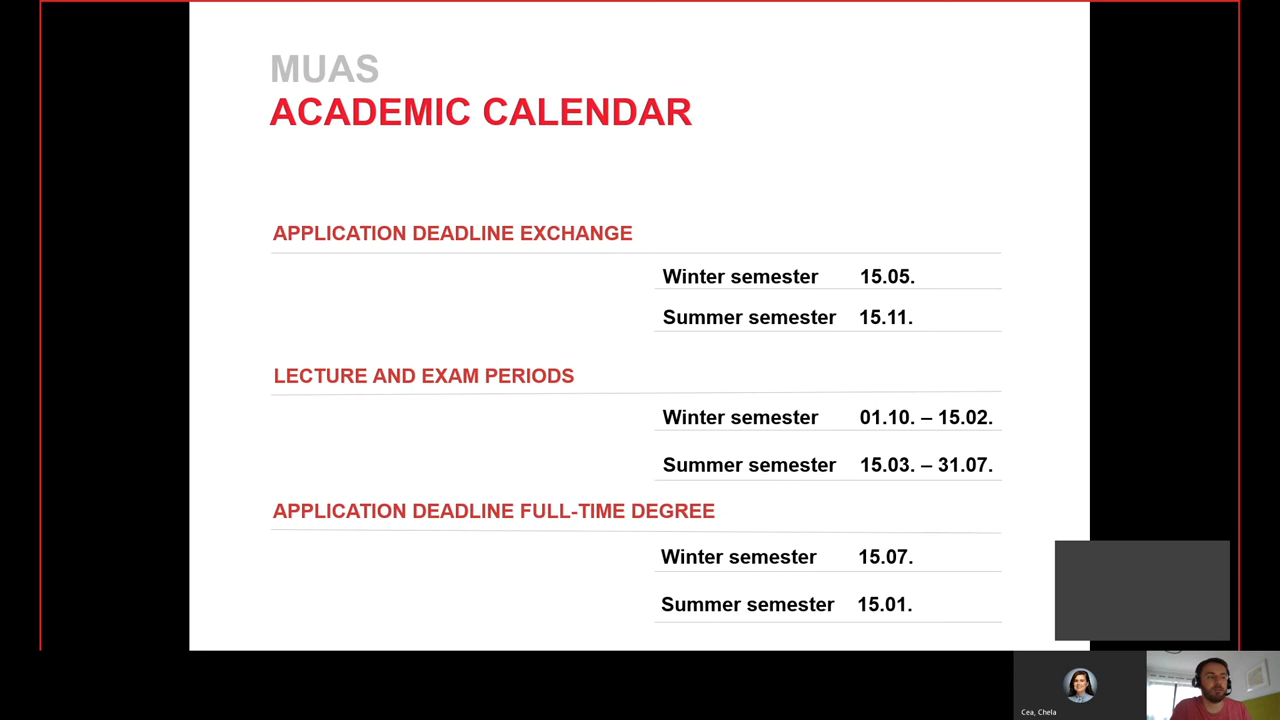 MUAS
ACADEMIC CALENDAR
APPLICATION DEADLINE EXCHANGE
Winter semester 15.05.
Summer semester 15.11.
LECTURE AND EXAM PERIODS
Winter semester 01.10. – 15.02.
Summer semester 15.03. – 31.07.
APPLICATION DEADLINE FULL-TIME DEGREE
Winter semester 15.07.
Summer semester 15.01.
Cea, Chela